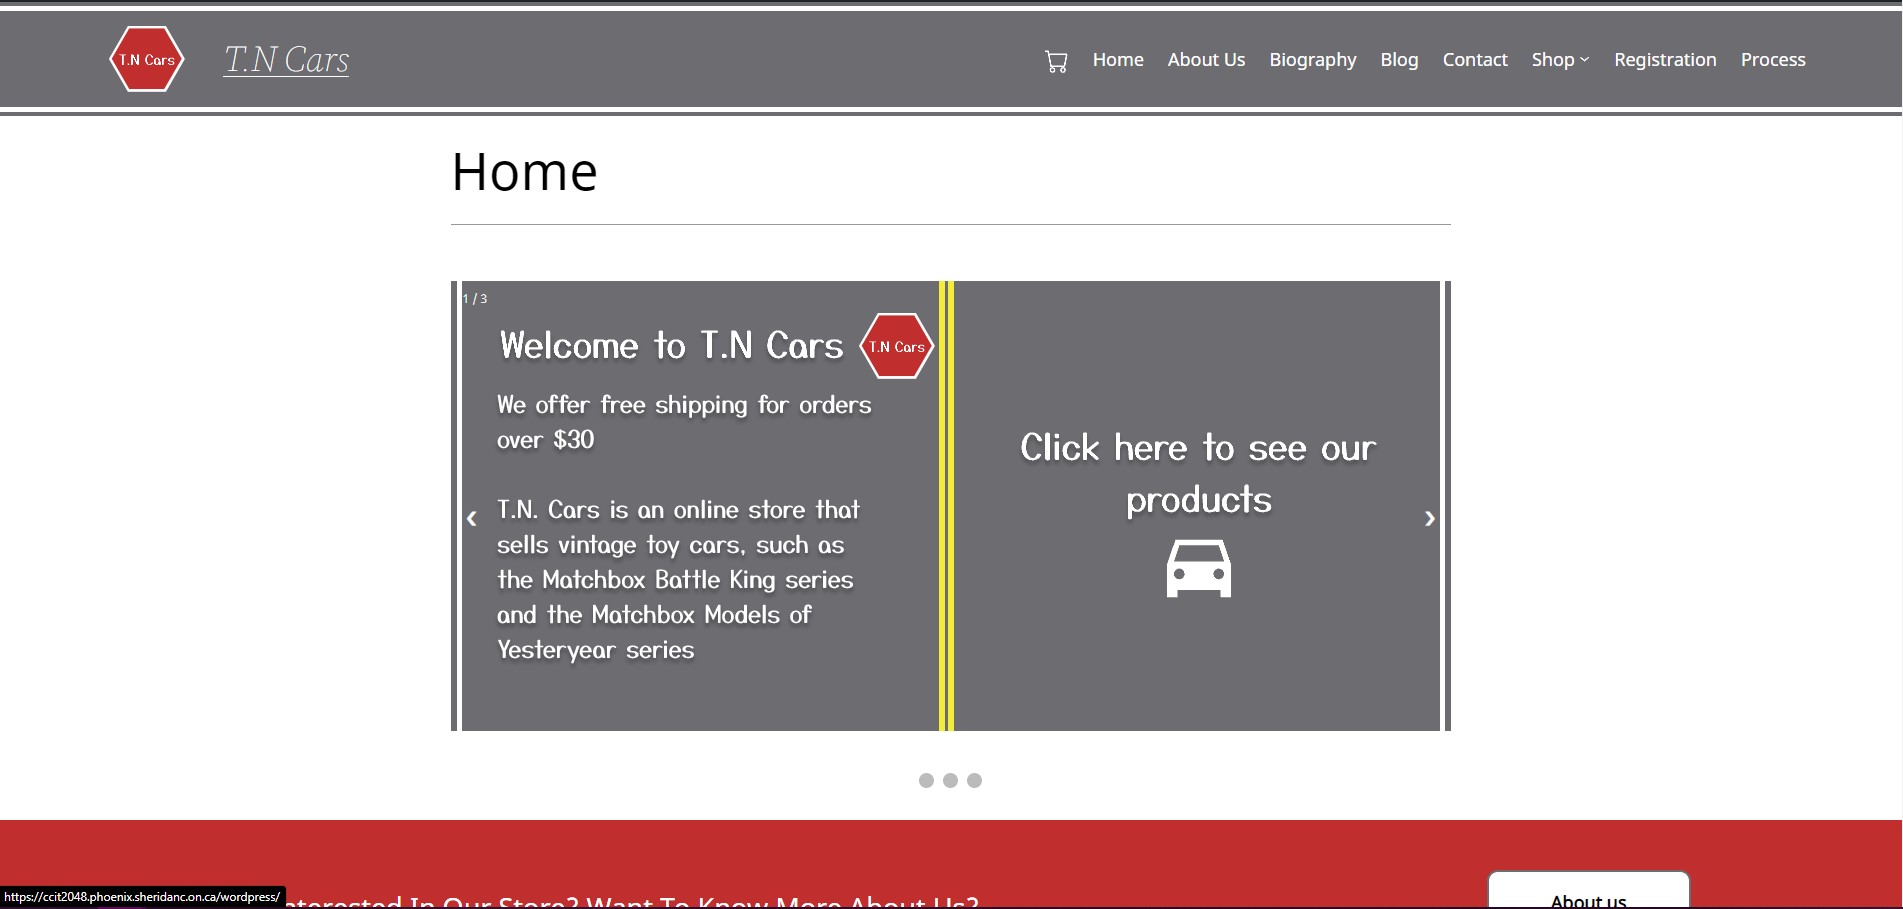 T.N Cars
T.N Cars
Home About Us Biography Blog Contact Shop Registration Process
Home
1 / 3
Welcome to T.N Cars
T.N Cars
We offer free shipping for orders
over $30
T.N. Cars is an online store that
sells vintage toy cars, such as
the Matchbox Battle King series
and the Matchbox Models of
Yesteryear series
Click here to see our
products
nterested In Our Store? Want To Know More About Us?
About us
https://ccit2048.phoenix.sheridanc.on.ca/wordpress/